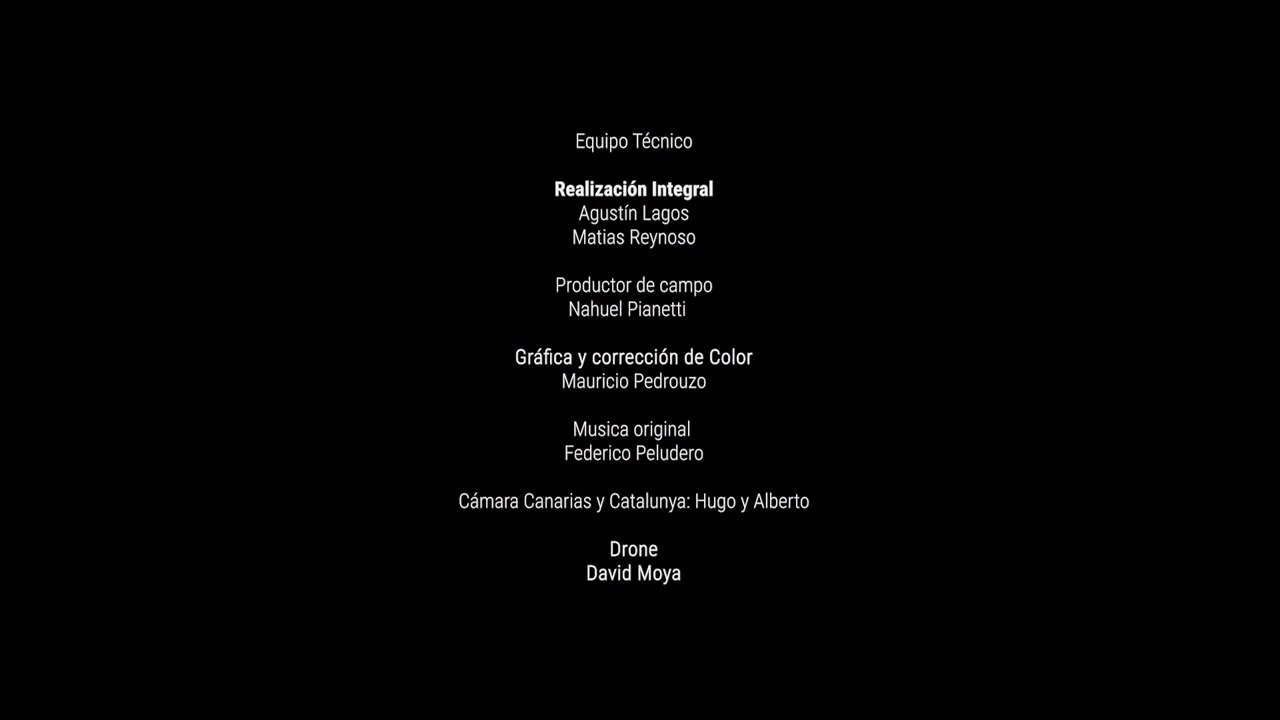 Equipo Técnico
Realización Integral
Agustín Lagos
Matias Reynoso
Productor de campo
Nahuel Pianetti
Gráfica y corrección de Color
Mauricio Pedrouzo
Musica original
Federico Peludero
Cámara Canarias y Catalunya: Hugo y Alberto
Drone
David Moya